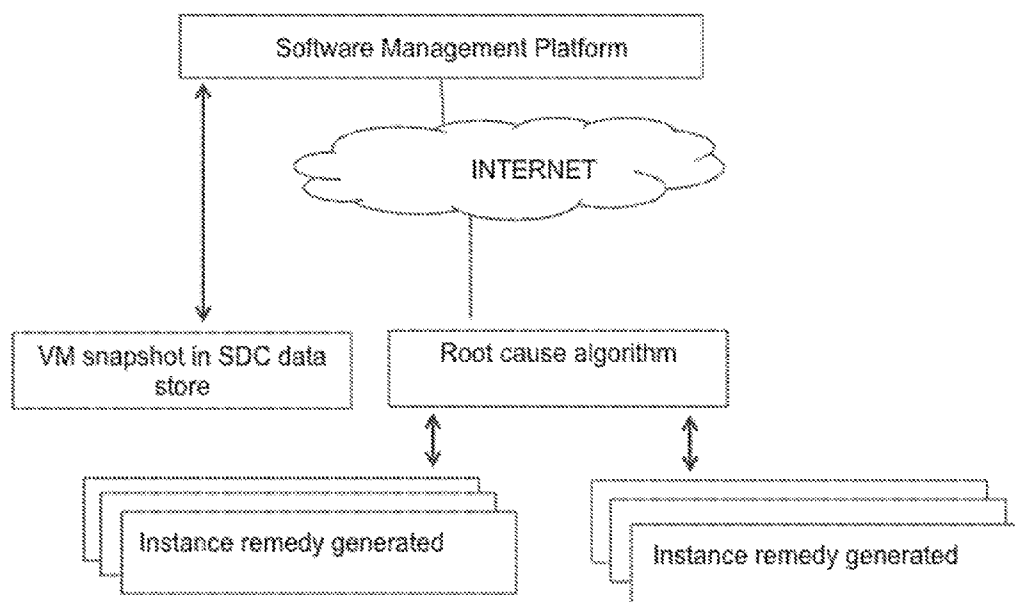 Software Management Platform
INTERNET
VM snapshot in SDC data
store
Root cause algorithm
Instance remedy generated
Instance remedy generated